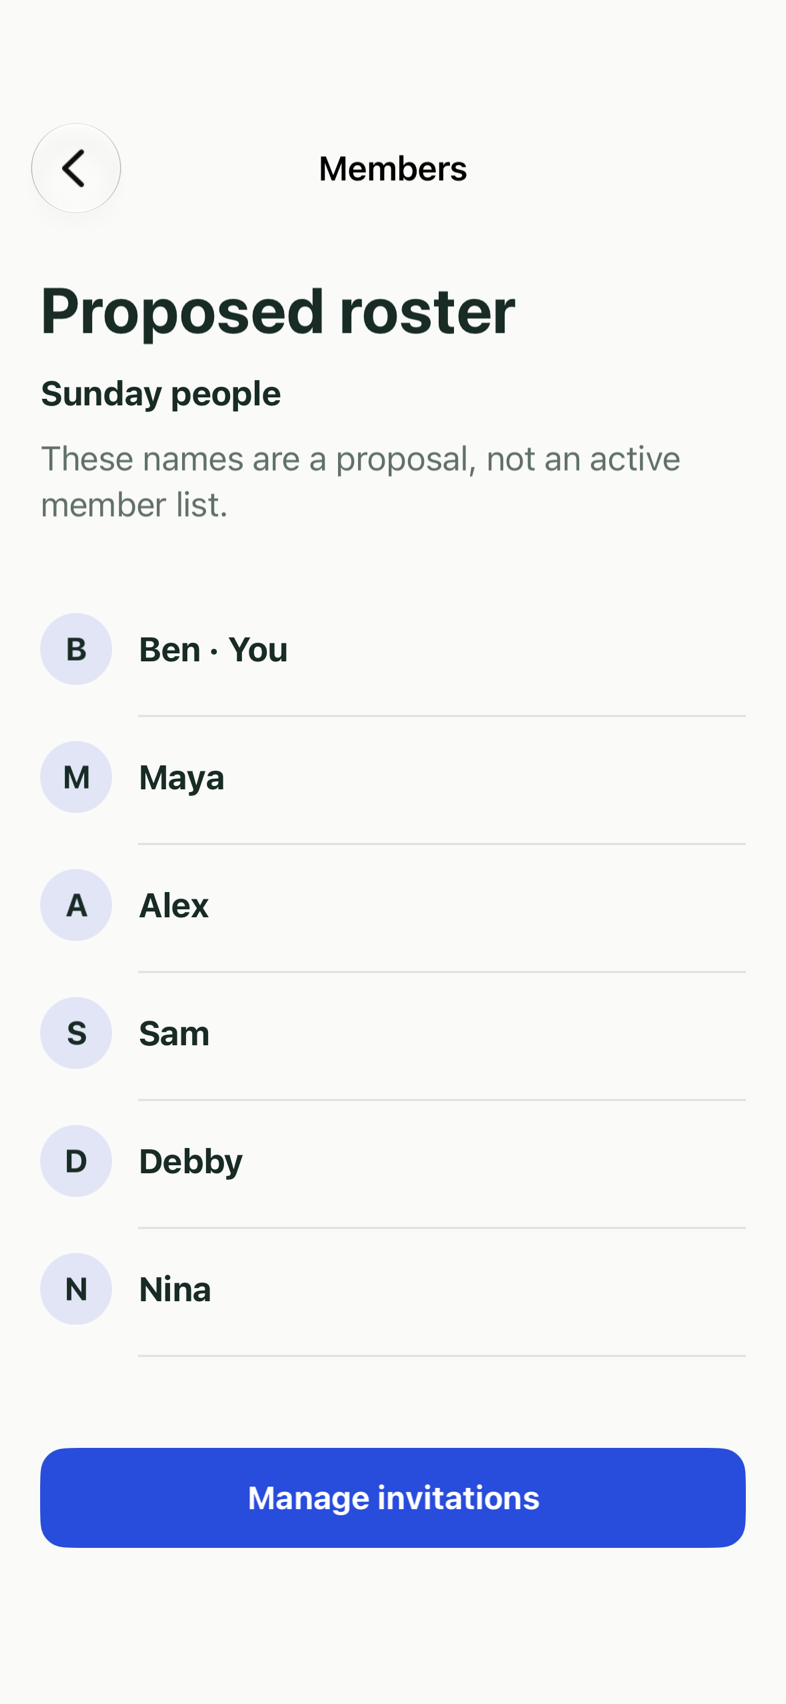 Members
Proposed roster
Sunday people
These names are a proposal, not an active
member list.
B
Ben · You
M
Maya
A
Alex
S
Sam
D
Debby
N
Nina
Manage invitations